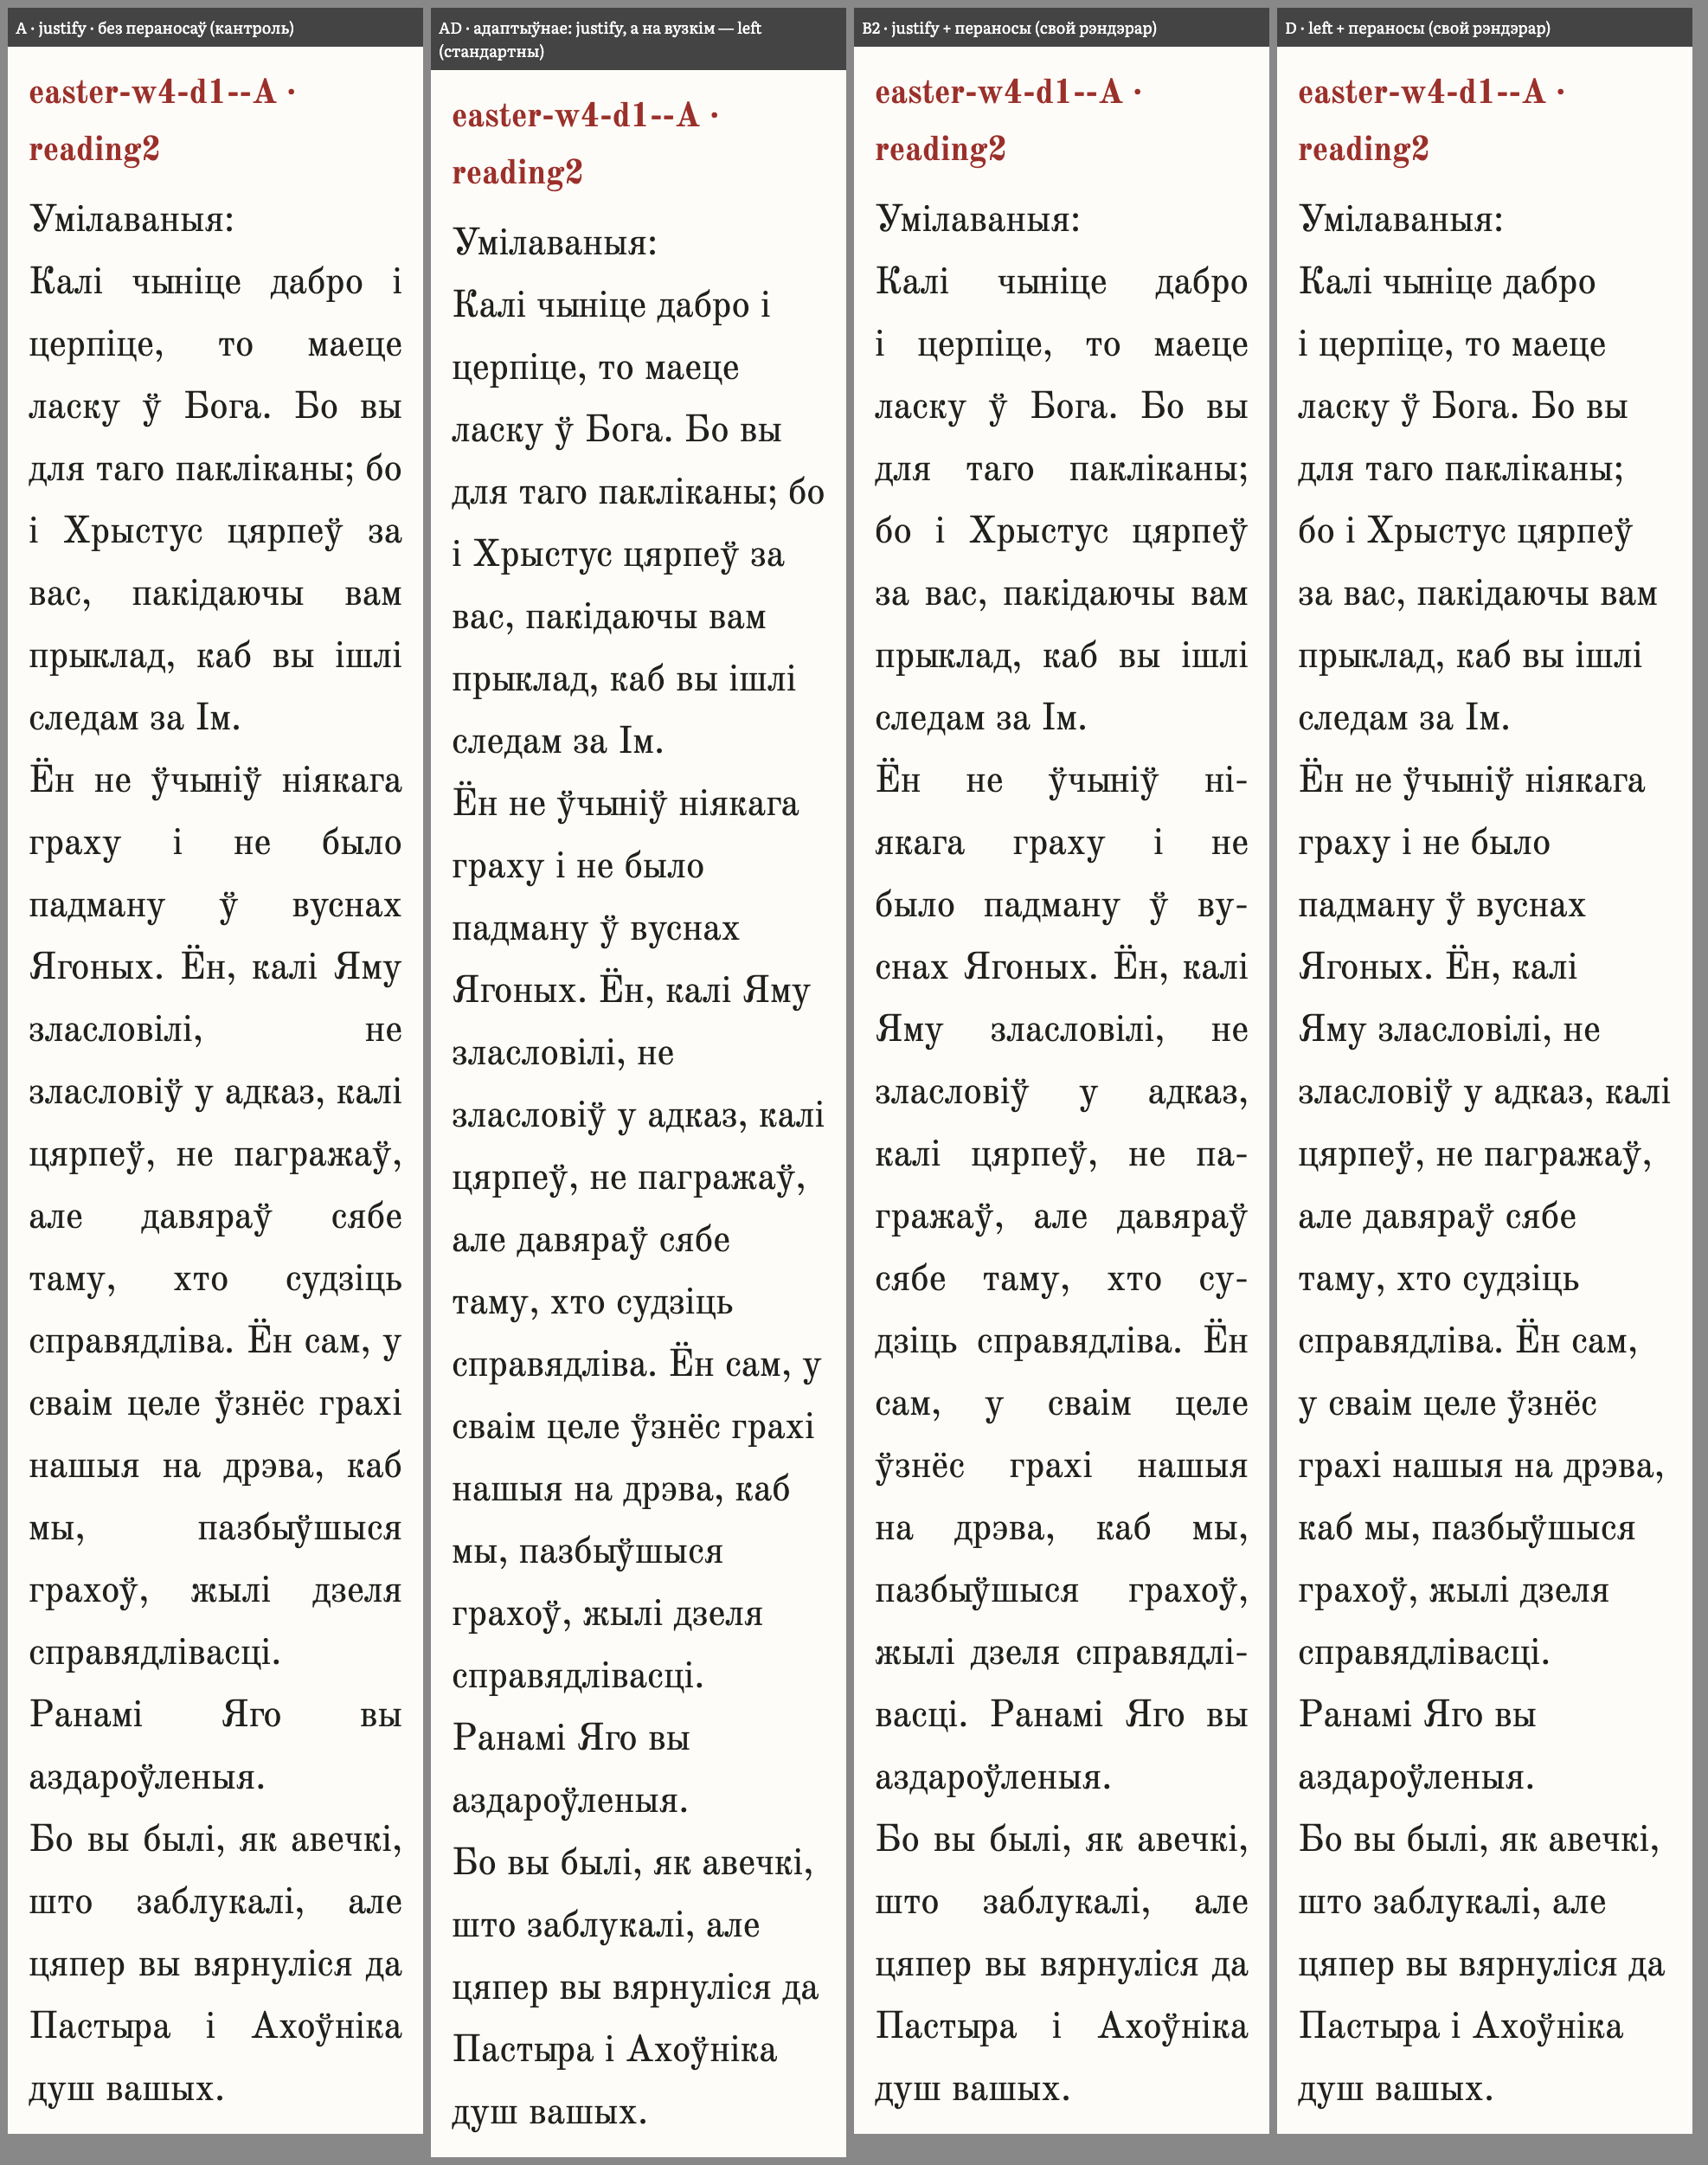 А · justify · без пераносаў (кантроль)
easter-w4-d1--A ·
reading2
Умілаваныя:
Калі чыніце дабро і
церпіце, то маеце
ласку ў Бога. Бо вы
для таго пакліканы; бо
і Хрыстус цярпеў за
вас, пакідаючы вам
прыклад, каб вы ішлі
следам за Ім.
Ён не ўчыніў ніякага
граху і не было
падману ў вуснах
Ягоных. Ён, калі Яму
зласловілі, не
зласловіў у адказ, калі
цярпеў, не пагражаў,
але давяраў сябе
таму, хто судзіць
справядліва. Ён сам, у
сваім целе ўзнёс грахі
нашыя на дрэва, каб
мы, пазбыўшыся
грахоў, жылі дзеля
справядлівасці.
Ранамі Яго вы
аздароўленыя.
Бо вы былі, як авечкі,
што заблукалі, але
цяпер вы вярнуліся да
Пастыра і Ахоўніка
душ вашых.
AD · адаптыўнае: justify, а на вузкім — left
(стандартны)
easter-w4-d1--A ·
reading2
Умілаваныя:
Калі чыніце дабро і
церпіце, то маеце
ласку ў Бога. Бо вы
для таго пакліканы; бо
і Хрыстус цярпеў за
вас, пакідаючы вам
прыклад, каб вы ішлі
следам за Ім.
Ён не ўчыніў ніякага
граху і не было
падману ў вуснах
Ягоных. Ён, калі Яму
зласловілі, не
зласловіў у адказ, калі
цярпеў, не пагражаў,
але давяраў сябе
таму, хто судзіць
справядліва. Ён сам, у
сваім целе ўзнёс грахі
нашыя на дрэва, каб
мы, пазбыўшыся
грахоў, жылі дзеля
справядлівасці.
Ранамі Яго вы
аздароўленыя.
Бо вы былі, як авечкі,
што заблукалі, але
цяпер вы вярнуліся да
Пастыра і Ахоўніка
душ вашых.
B2 · justify + пераносы (свой рэндэрар)
easter-w4-d1--A ·
reading2
Умілаваныя:
Калі чыніце дабро
і церпіце, то маеце
ласку ў Бога. Бо вы
для таго пакліканы;
бо і Хрыстус цярпеў
за вас, пакідаючы вам
прыклад, каб вы ішлі
следам за Ім.
Ён не ўчыніў ні-
якага граху і не
было падману ў ву-
снах Ягоных. Ён, калі
Яму зласловілі, не
зласловіў у адказ,
калі цярпеў, не па-
гражаў, але давяраў
сябе таму, хто су-
дзіць справядліва. Ён
сам, у сваім целе
ўзнёс грахі нашыя
на дрэва, каб мы,
пазбыўшыся грахоў,
жылі дзеля справядлі-
васці. Ранамі Яго вы
аздароўленыя.
Бо вы былі, як авечкі,
што заблукалі, але
цяпер вы вярнуліся да
Пастыра і Ахоўніка
душ вашых.
D · left + пераносы (свой рэндэрар)
easter-w4-d1--A ·
reading2
Умілаваныя:
Калі чыніце дабро
і церпіце, то маеце
ласку ў Бога. Бо вы
для таго пакліканы;
бо і Хрыстус цярпеў
за вас, пакідаючы вам
прыклад, каб вы ішлі
следам за Ім.
Ён не ўчыніў ніякага
граху і не было
падману ў вуснах
Ягоных. Ён, калі
Яму зласловілі, не
зласловіў у адказ, калі
цярпеў, не пагражаў,
але давяраў сябе
таму, хто судзіць
справядліва. Ён сам,
у сваім целе ўзнёс
грахі нашыя на дрэва,
каб мы, пазбыўшыся
грахоў, жылі дзеля
справядлівасці.
Ранамі Яго вы
аздароўленыя.
Бо вы былі, як авечкі,
што заблукалі, але
цяпер вы вярнуліся да
Пастыра і Ахоўніка
душ вашых.